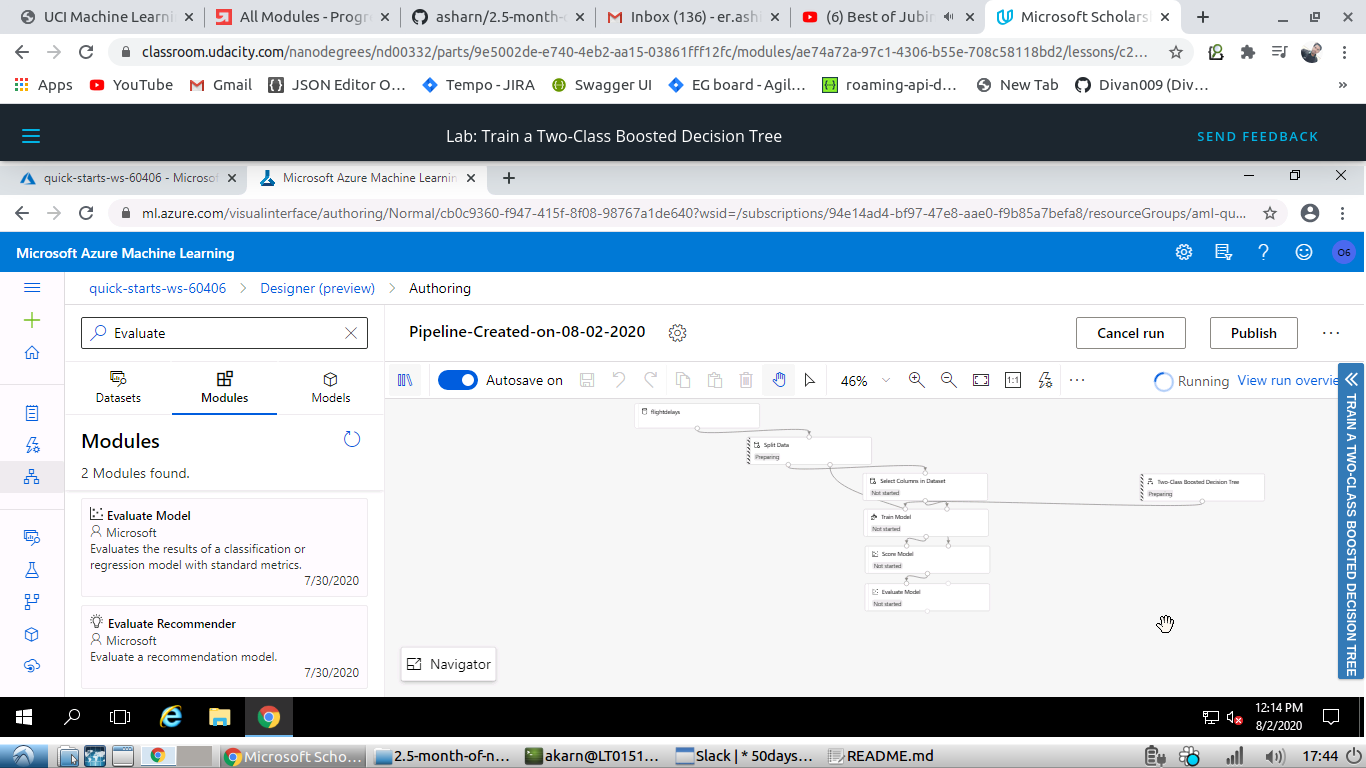 UCI Machine Learni
All Modules - Progr
asharn/2.5-month-
Inbox (136) - er.ash
(6) Best of Jubin
Microsoft Scholars
classroom.udacity.com/nanodegrees/nd00332/parts/9e5002de-e740-4eb2-aa15-03861fff12fc/modules/ae74a72a-97c1-4306-b55e-708c58118bd2/lessons/c2...
Apps
YouTube
Gmail
JSON Editor O...
Tempo - JIRA
Swagger UI
EG board - Agil...
roaming-api-d...
New Tab
Divan009 (Div...
Lab: Train a Two-Class Boosted Decision Tree
SEND FEEDBACK
quick-starts-ws-60406 - Microsof
Microsoft Azure Machine Learnin
ml.azure.com/visualinterface/authoring/Normal/cb0c9360-f947-415f-8f08-98767a1de640?wsid=/subscriptions/94e14ad4-bf97-47e8-aae0-f9b85a7befa8/resourceGroups/aml-qu...
Microsoft Azure Machine Learning
O6
quick-starts-ws-60406 > Designer (preview) > Authoring
Evaluate
Pipeline-Created-on-08-02-2020
Cancel run
Publish
Datasets
Modules
Models
Autosave on
46%
1:1
Running
View run overvie
Modules
2 Modules found.
Evaluate Model
Microsoft
Evaluates the results of a classification or
regression model with standard metrics.
7/30/2020
Evaluate Recommender
Microsoft
Evaluate a recommendation model.
7/30/2020
flightdelays
Split Data
Preparing
Select Columns in Dataset
Not started
Two-Class Boosted Decision Tree
Preparing
Train Model
Not started
Score Model
Not started
Evaluate Model
Not started
Navigator
TRAIN A TWO-CLASS BOOSTED DECISION TREE
12:14 PM
8/2/2020
Microsoft Scho...
2.5-month-of-n...
akarn@LT0151...
Slack | * 50days...
README.md
17:44